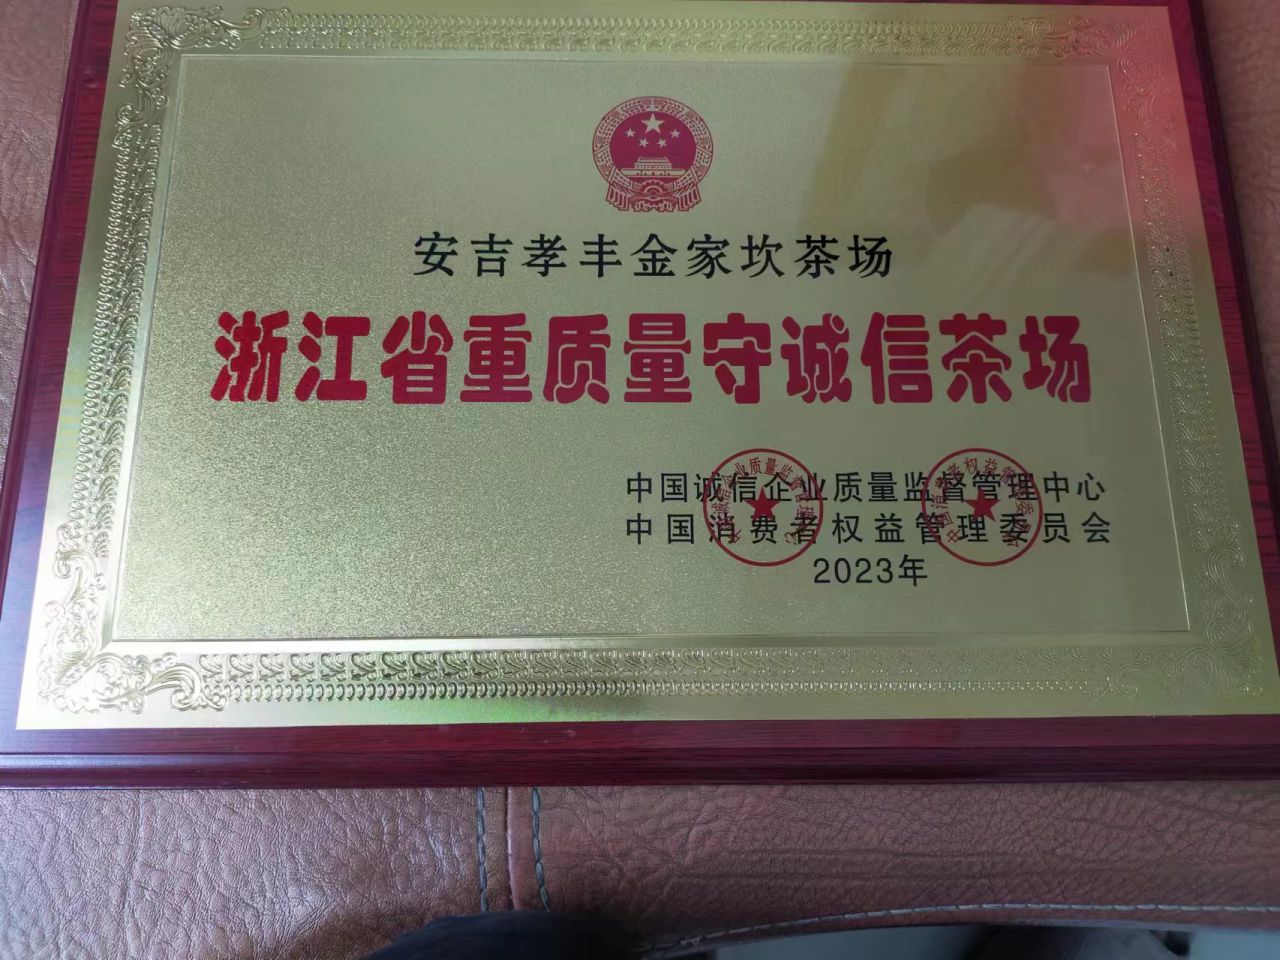 安吉孝丰金家坎茶场
浙江省重质量守诚信茶场
中国诚信企业质量监督管理中心
中国消费者权益管理委员会
2023年